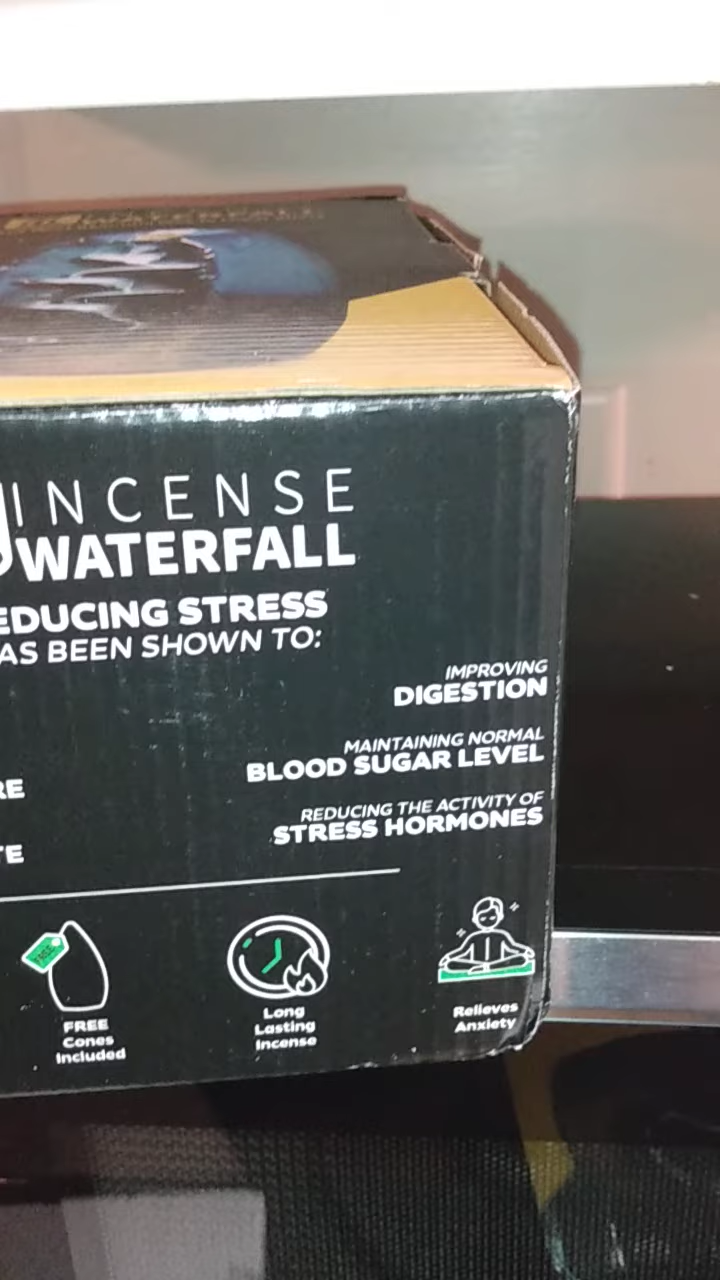 INCENSE
WATERFALL
EDUCING STRESS
AS BEEN SHOWN TO:
IMPROVING
DIGESTION
MAINTAINING NORMAL
BLOOD SUGAR LEVEL
RE
REDUCING THE ACTIVITY OF
STRESS HORMONES
TE
FREE
FREE
Cones
Included
Long
Lasting
Incense
Relieves
Anxiety